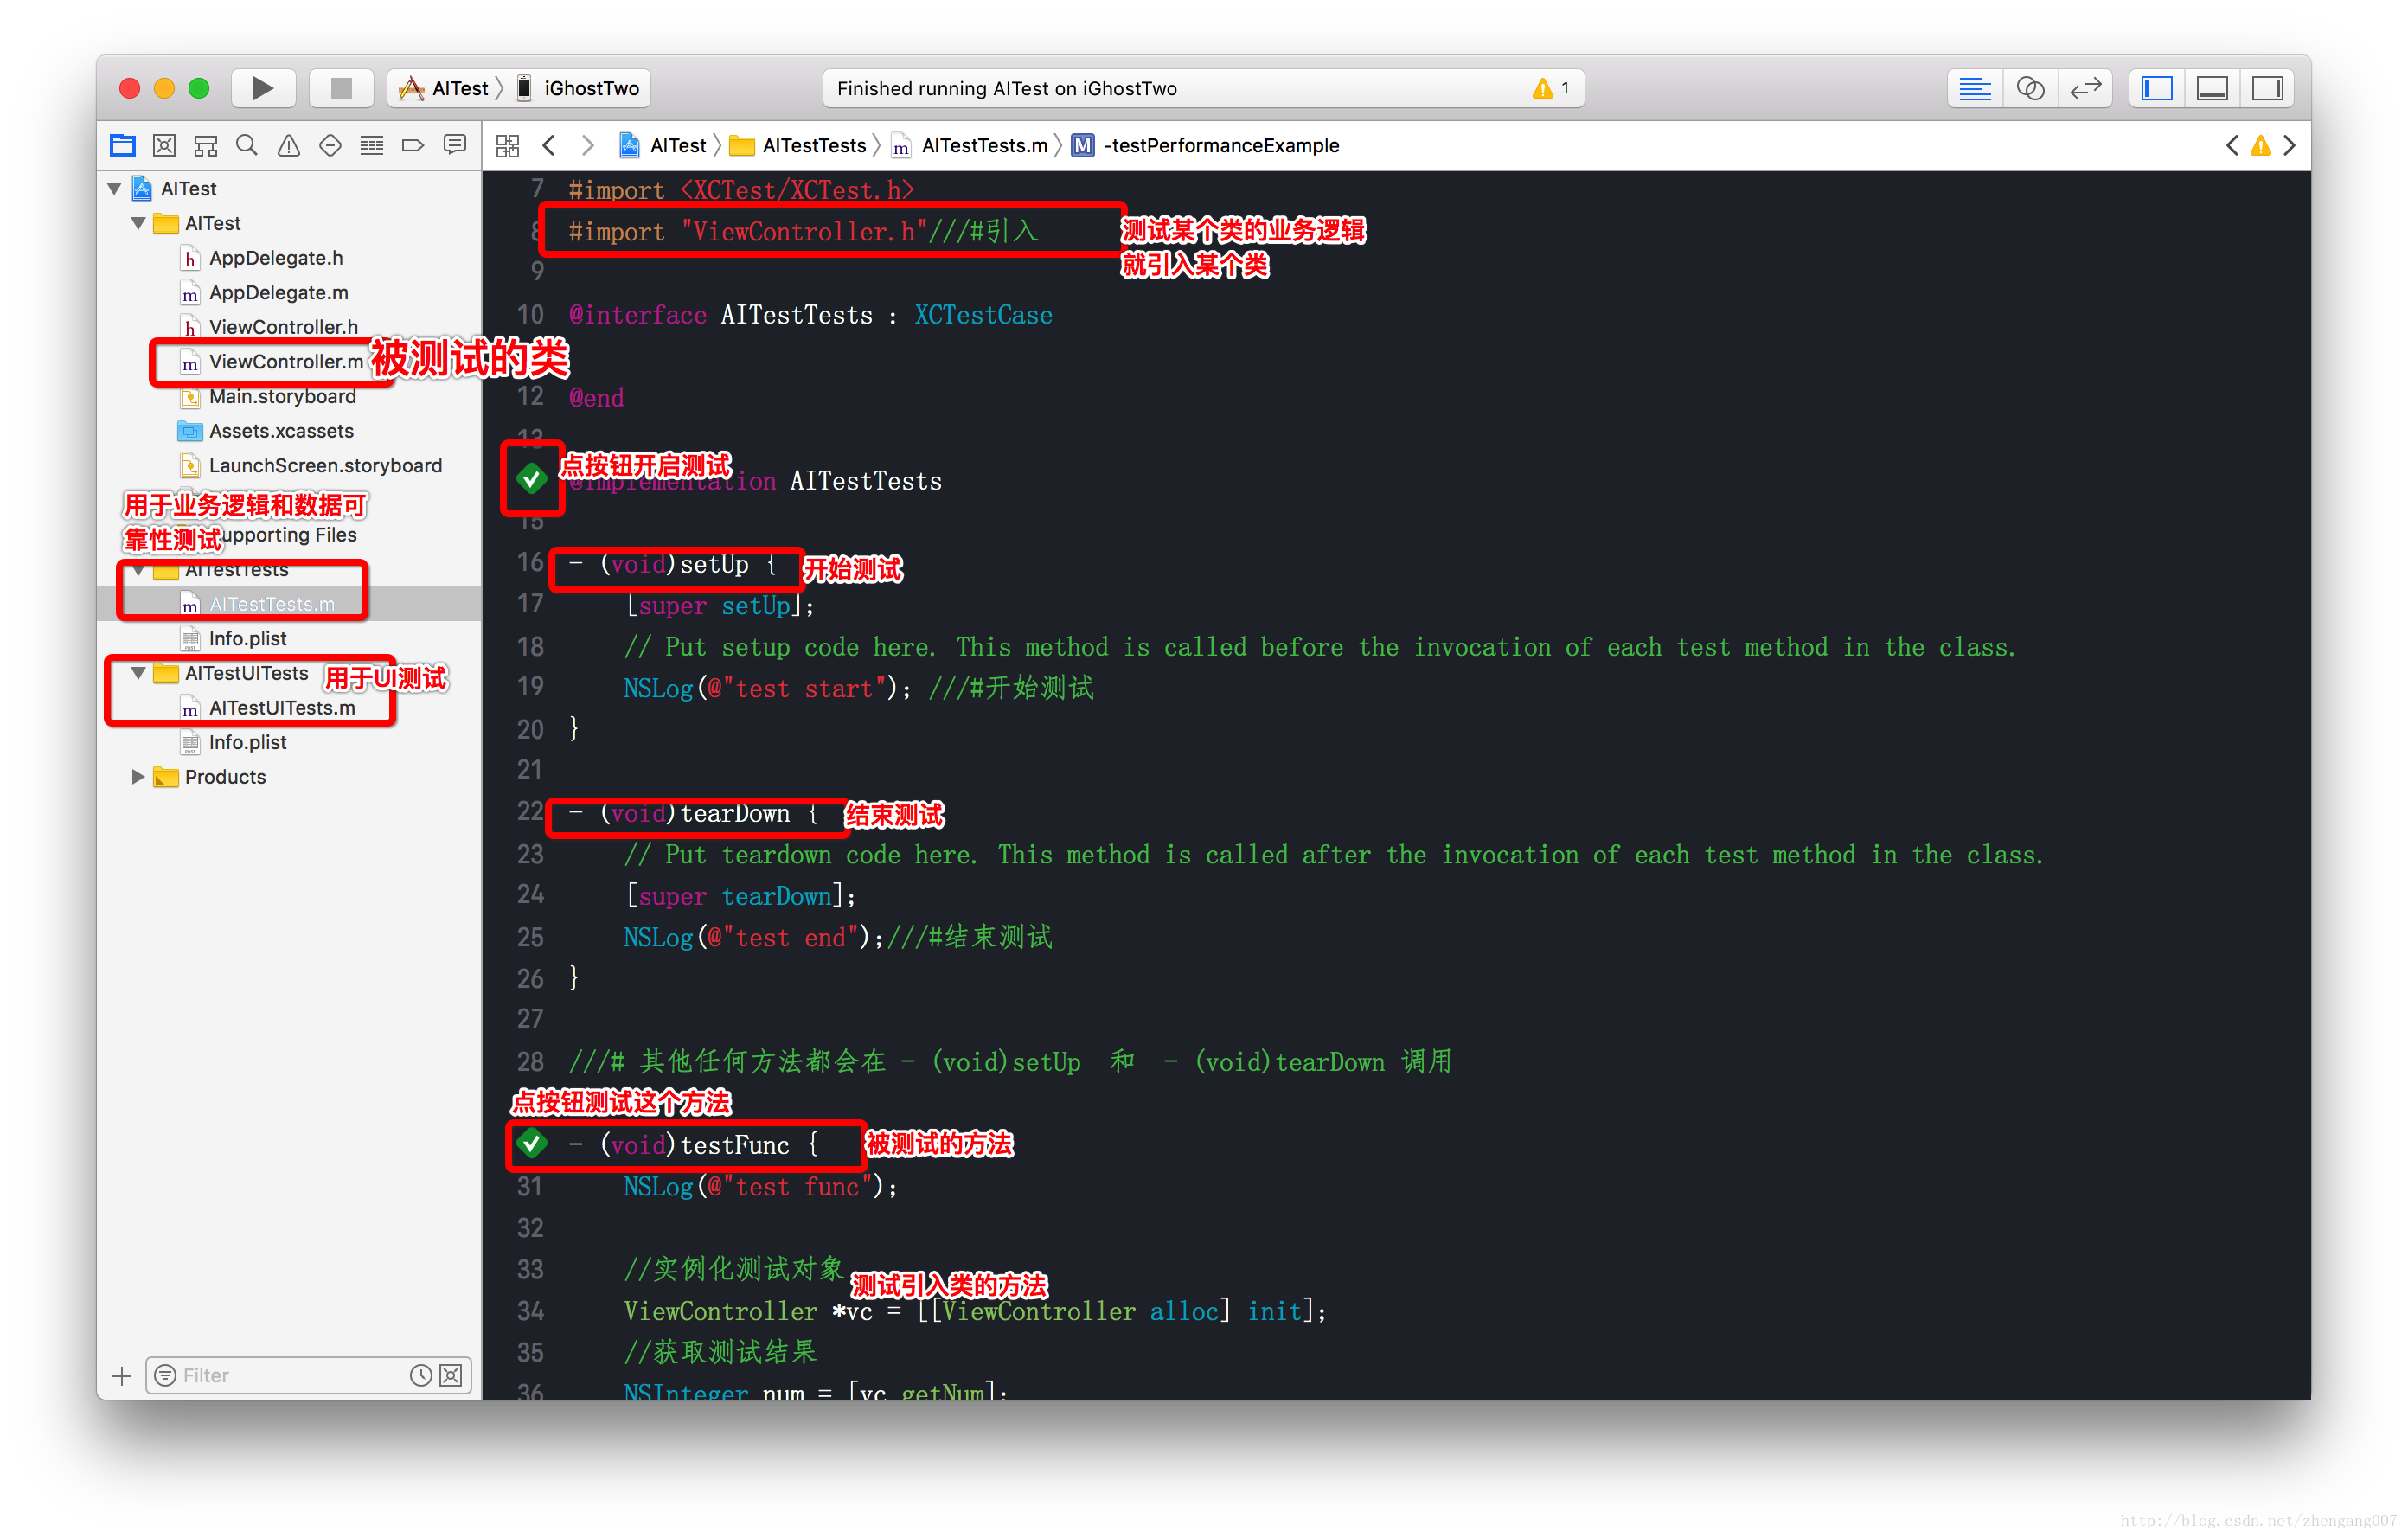 AITest
iGhostTwo
Finished running AITest on iGhostTwo
1
AITest
AITestTests
AITestTests.m
M
-testPerformanceExample
AITest
AITest
AppDelegate.h
AppDelegate.m
ViewController.h
ViewController.m
被测试的类
Main.storyboard
Assets.xcassets
LaunchScreen.storyboard
用于业务逻辑和数据可
靠性测试
upporting Files
AITestTests
AITestTests.m
Info.plist
AITestUITests
用于UI测试
AITestUITests.m
Info.plist
Products
Filter
7 #import <XCTest/XCTest.h>
8 #import "ViewController.h"///#引入
测试某个类的业务逻辑
就引入某个类
9
10 @interface AITestTests : XCTestCase
12 @end
13
点按钮开启测试
@implementation AITestTests
15
16 - (void)setUp {
开始测试
17 [super setUp];
18 // Put setup code here. This method is called before the invocation of each test method in the class.
19 NSLog(@"test start"); ///#开始测试
20 }
21
22 - (void)tearDown {
结束测试
23 // Put teardown code here. This method is called after the invocation of each test method in the class.
24 [super tearDown];
25 NSLog(@"test end");///#结束测试
26 }
27
28 ///# 其他任何方法都会在 - (void)setUp 和 - (void)tearDown 调用
点按钮测试这个方法
- (void)testFunc {
被测试的方法
31 NSLog(@"test func");
32
33 //实例化测试对象
测试引入类的方法
34 ViewController *vc = [[ViewController alloc] init];
35 //获取测试结果
36 NSInteger num = [vc getNum];
http://blog.csdn.net/zhengang007